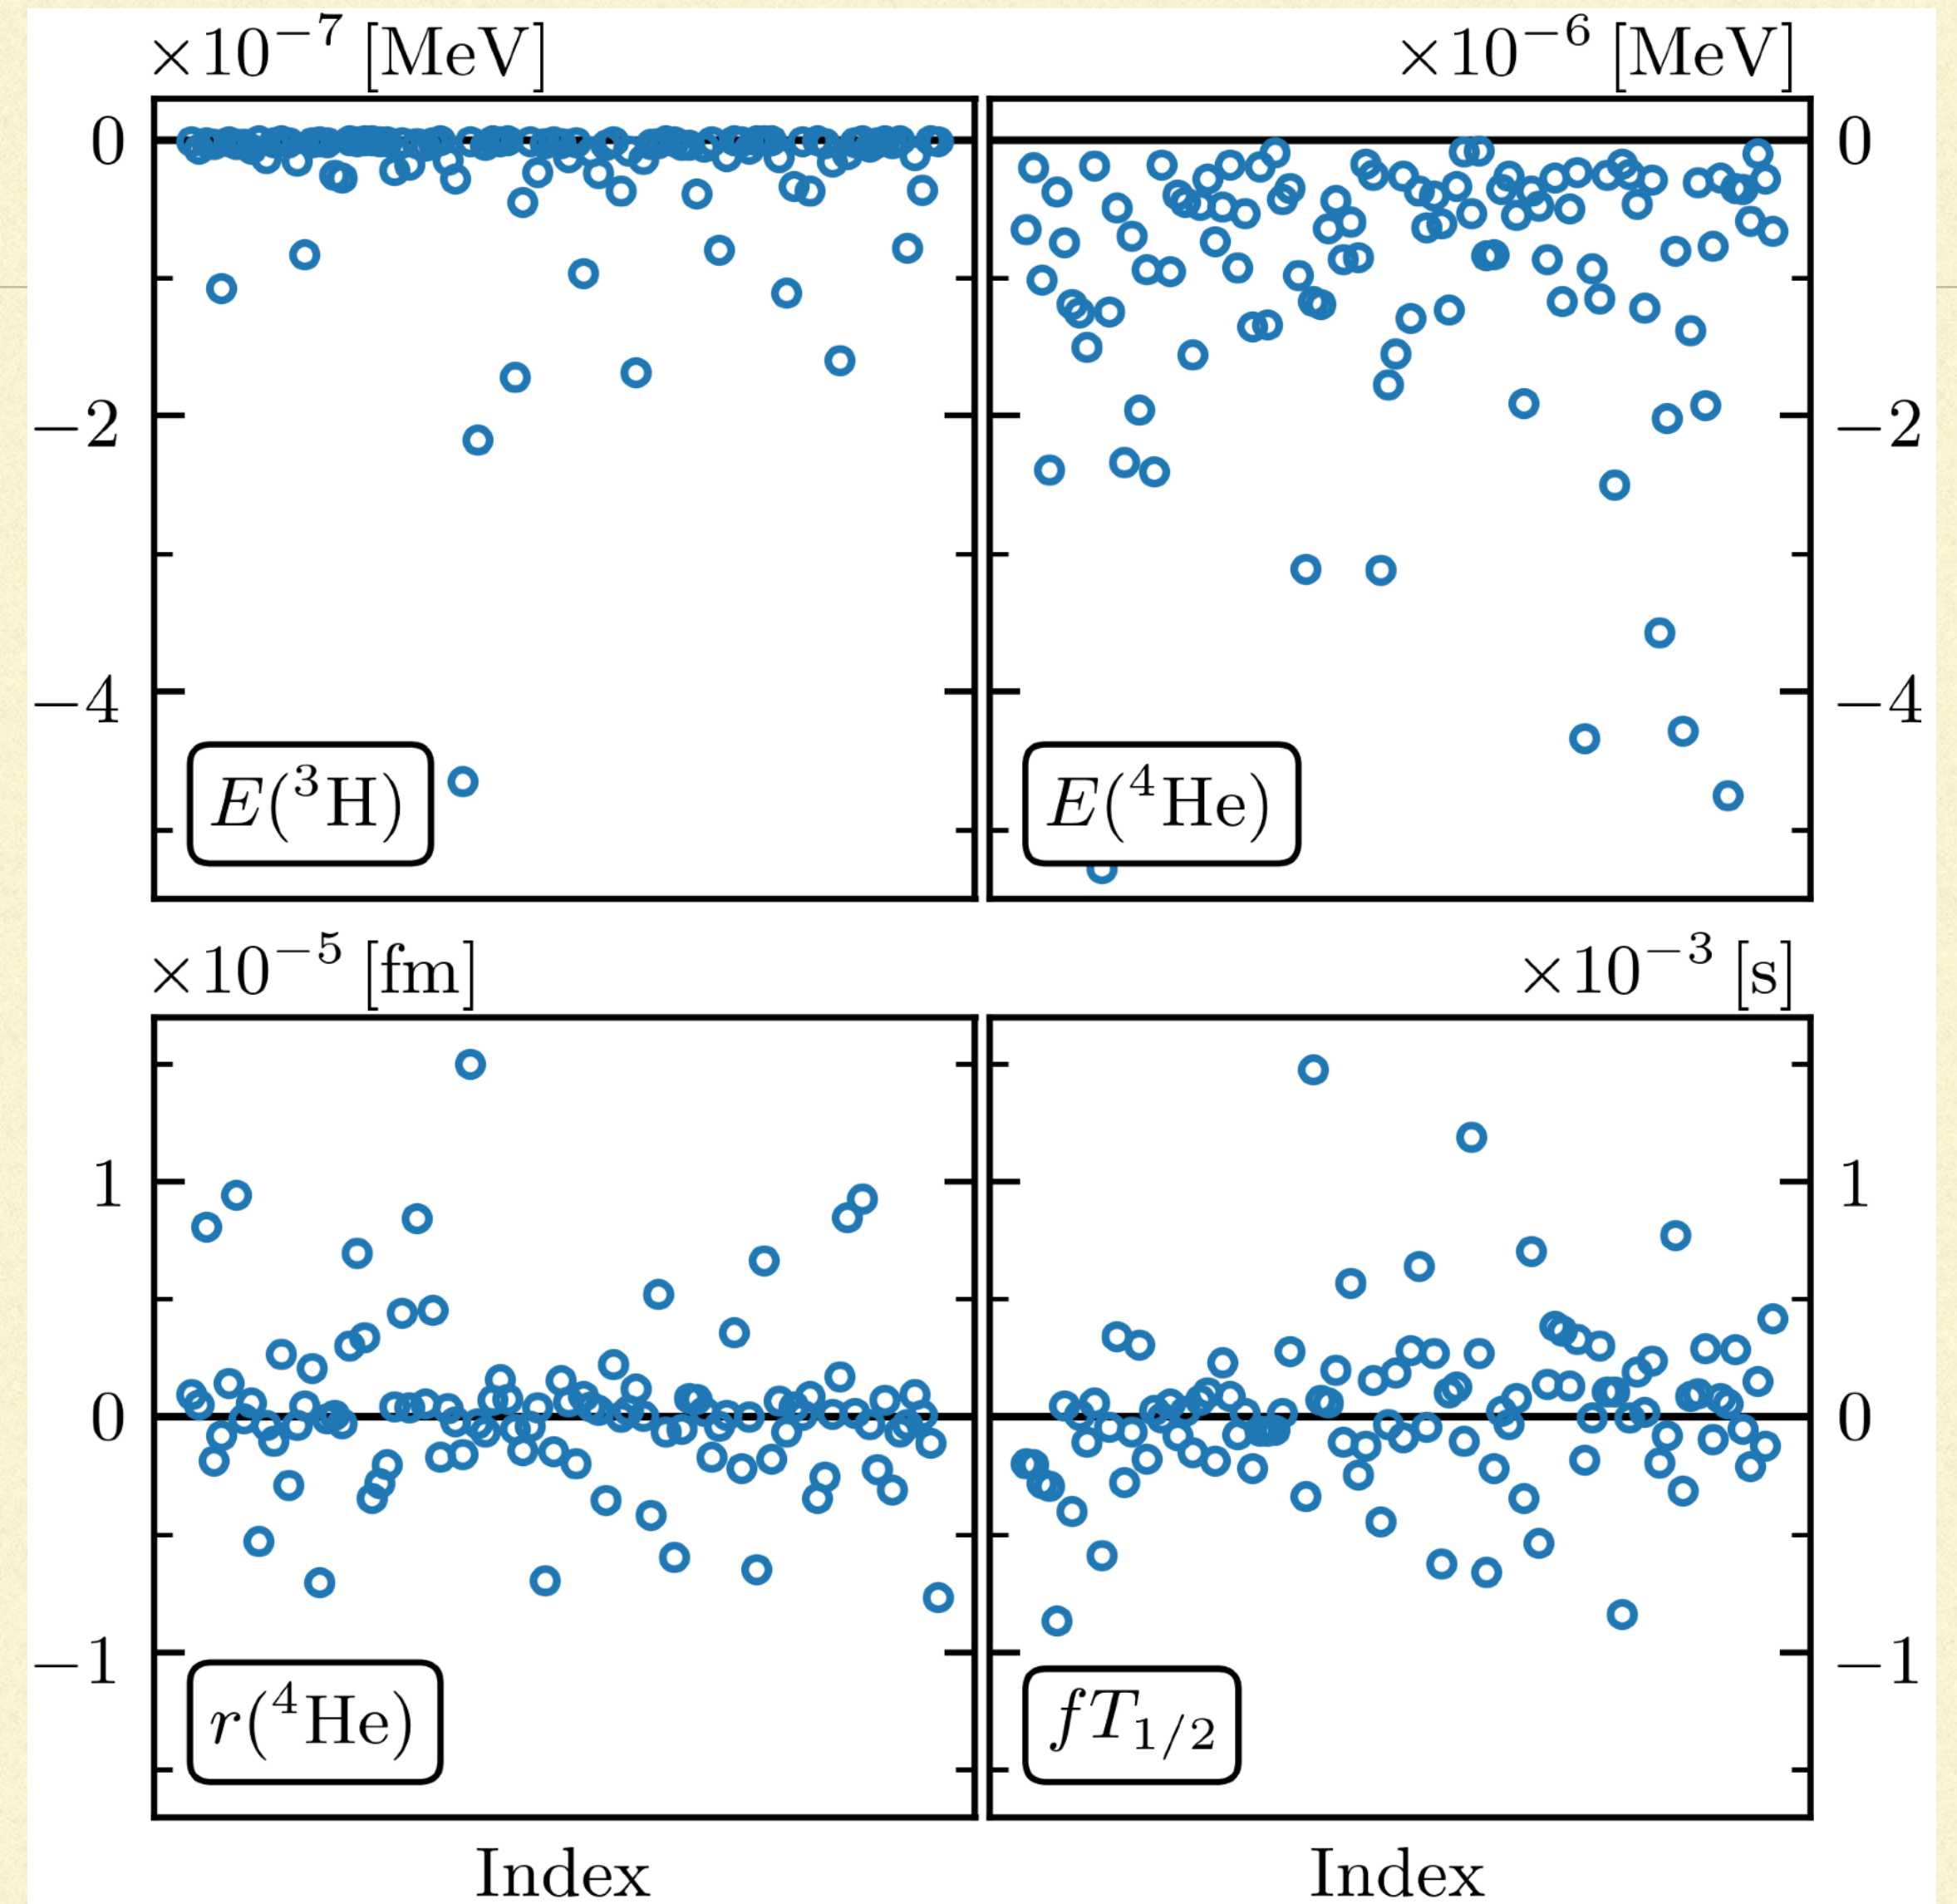 ×10⁻⁷ [MeV] ×10⁻⁶ [MeV]
0 0
−2 −2
−4 −4
E(³H) E(⁴He)
×10⁻⁵ [fm] ×10⁻³ [s]
1 1
0 0
−1 −1
r(⁴He) fT₁/₂
Index Index